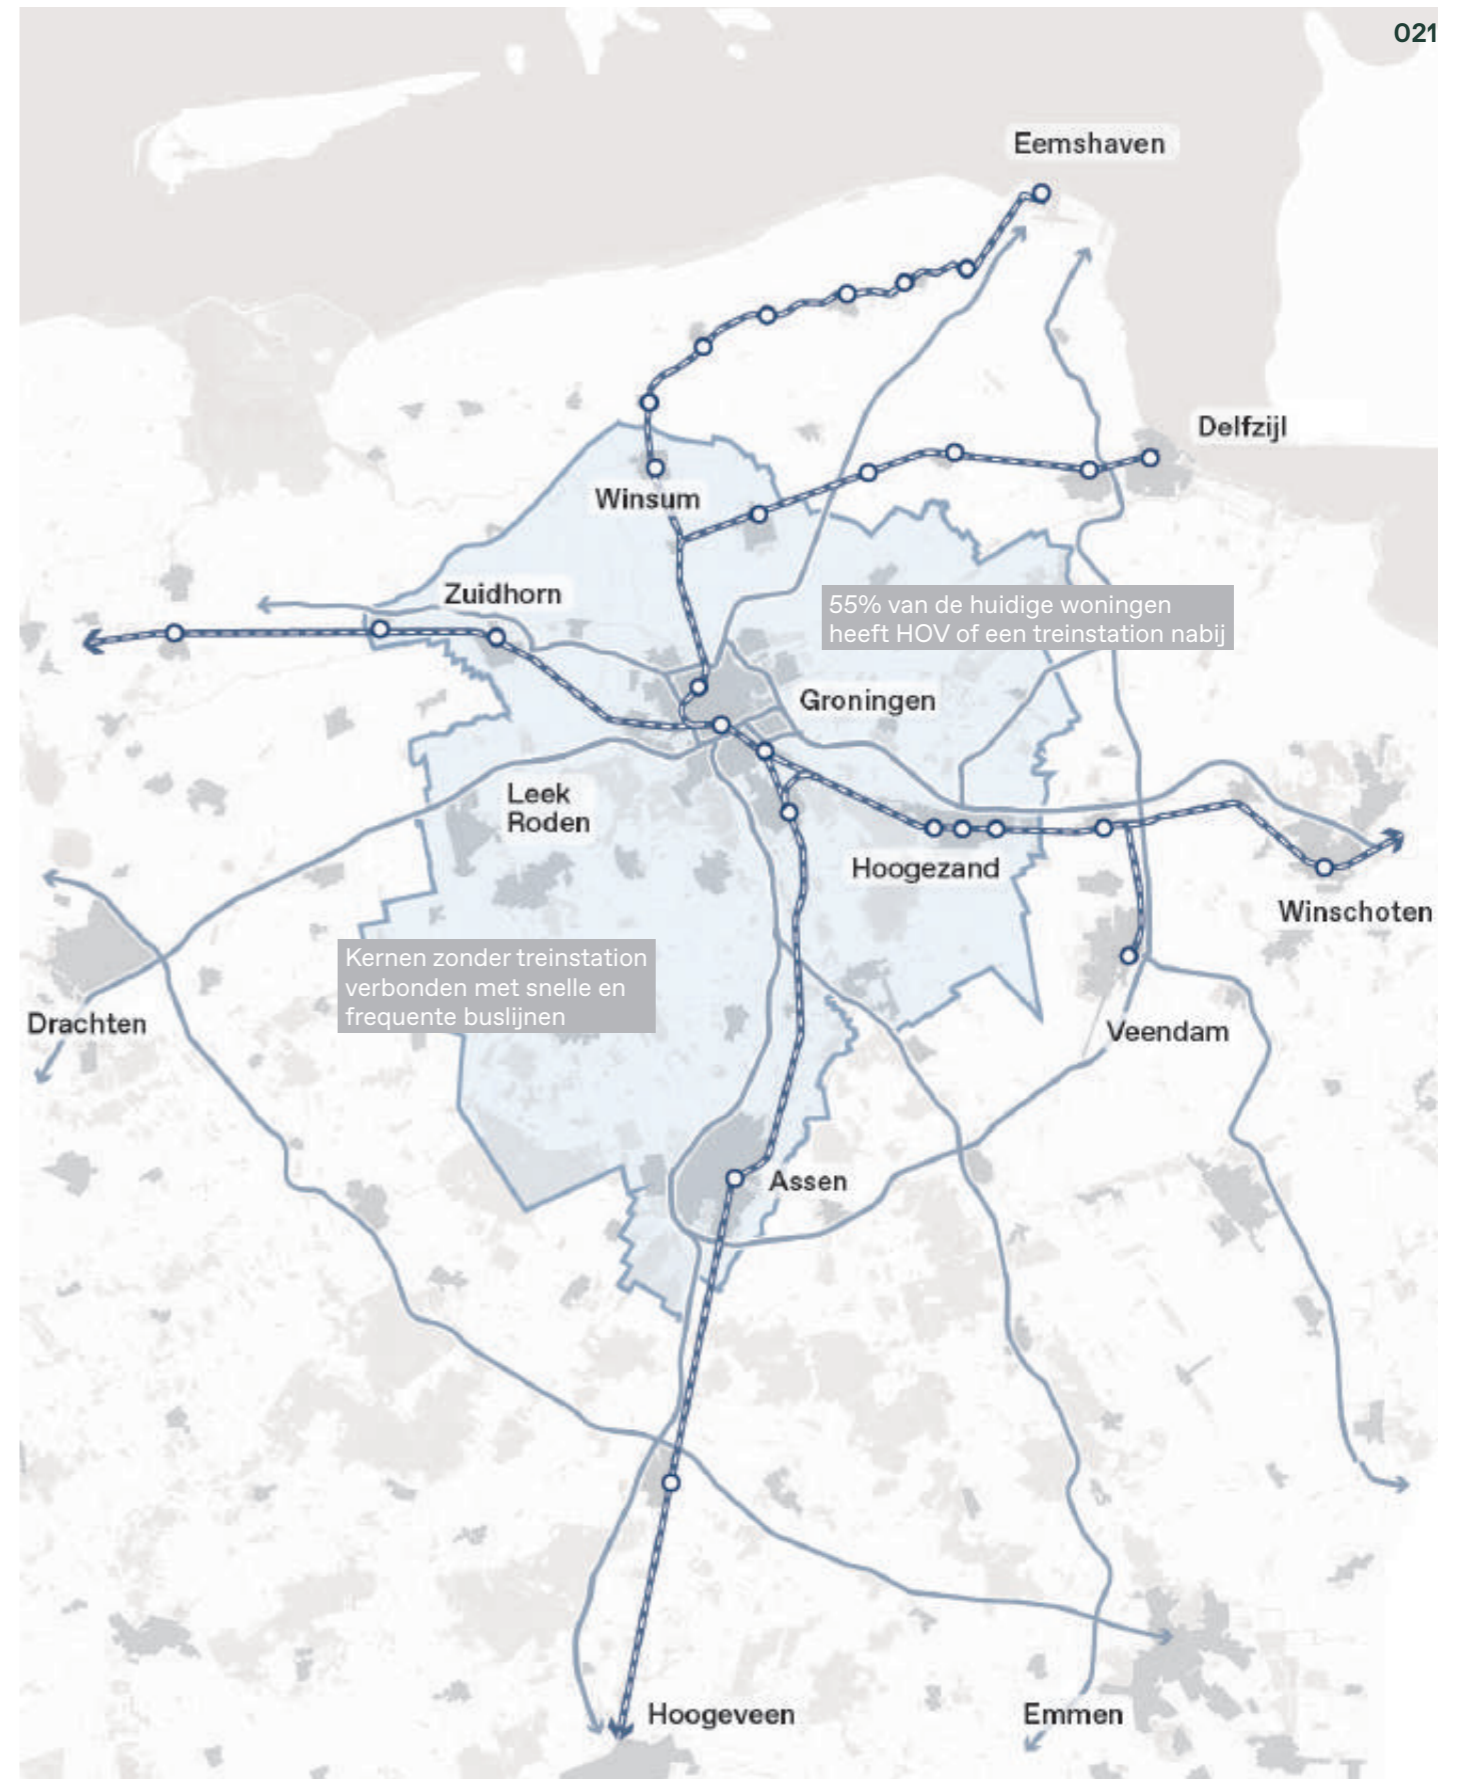 021
Eemshaven
Delfzijl
Winsum
Zuidhorn
55% van de huidige woningen
heeft HOV of een treinstation nabij
Groningen
Leek
Roden
Hoogezand
Winschoten
Kernen zonder treinstation
verbonden met snelle en
frequente buslijnen
Drachten
Veendam
Assen
Hoogeveen
Emmen